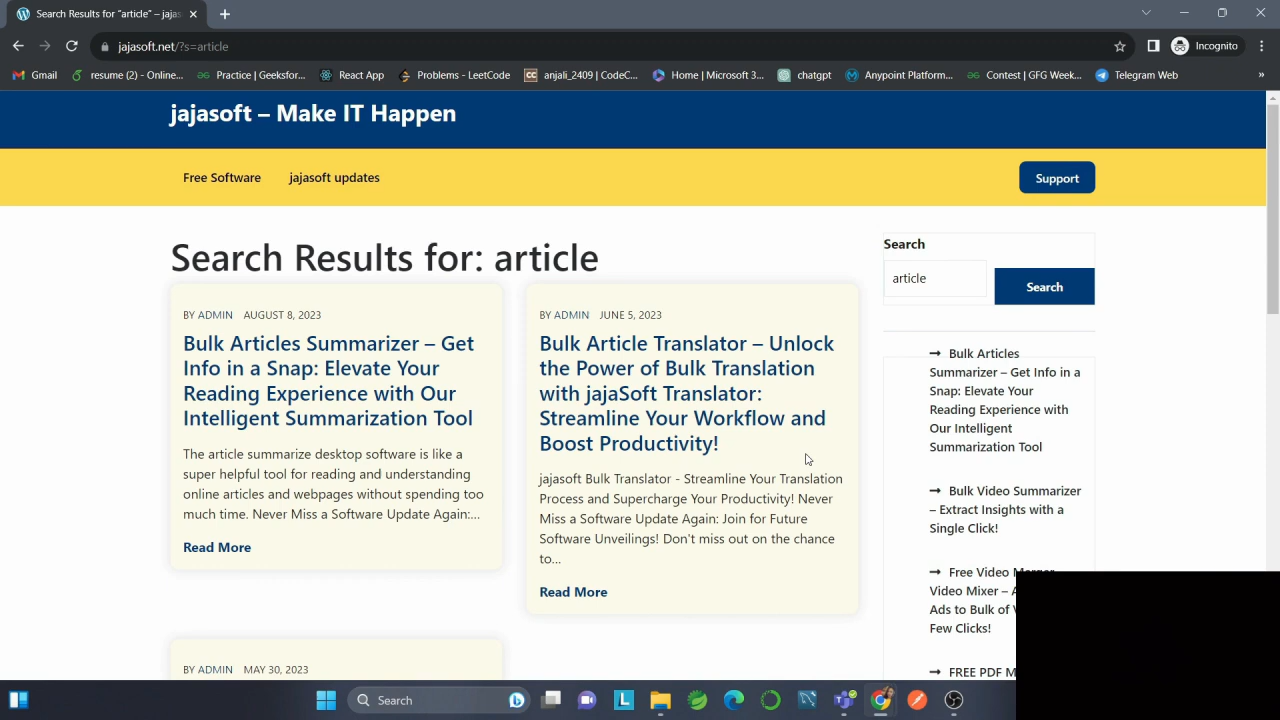 Search Results for “article” – jajas
jajasoft.net/?s=article
Incognito
Gmail
resume (2) - Online...
Practice | Geeksfor...
React App
Problems - LeetCode
anjali_2409 | CodeC...
Home | Microsoft 3...
chatgpt
Anypoint Platform...
Contest | GFG Week...
Telegram Web
»
jajasoft – Make IT Happen
Free Software
jajasoft updates
Support
Search Results for: article
BY ADMIN AUGUST 8, 2023
Bulk Articles Summarizer – Get
Info in a Snap: Elevate Your
Reading Experience with Our
Intelligent Summarization Tool
The article summarize desktop software is like a
super helpful tool for reading and understanding
online articles and webpages without spending too
much time. Never Miss a Software Update Again:...
Read More
BY ADMIN JUNE 5, 2023
Bulk Article Translator – Unlock
the Power of Bulk Translation
with jajaSoft Translator:
Streamline Your Workflow and
Boost Productivity!
jajasoft Bulk Translator - Streamline Your Translation
Process and Supercharge Your Productivity! Never
Miss a Software Update Again: Join for Future
Software Unveilings! Don't miss out on the chance
to...
Read More
BY ADMIN MAY 30, 2023
Search
article
Search
Bulk Articles
Summarizer – Get Info in a
Snap: Elevate Your
Reading Experience with
Our Intelligent
Summarization Tool
Bulk Video Summarizer
– Extract Insights with a
Single Click!
Free Video Merger
Video Mixer –
Ads to Bulk of
Few Clicks!
FREE PDF
Search